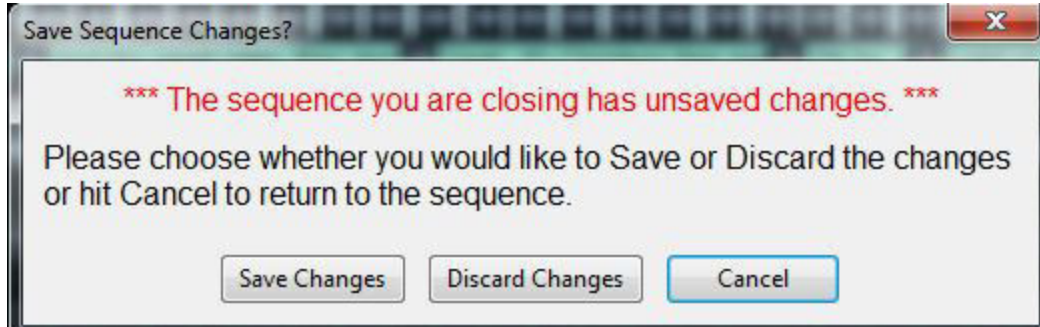 Save Sequence Changes?
*** The sequence you are closing has unsaved changes. ***
Please choose whether you would like to Save or Discard the changes
or hit Cancel to return to the sequence.
Save Changes Discard Changes Cancel